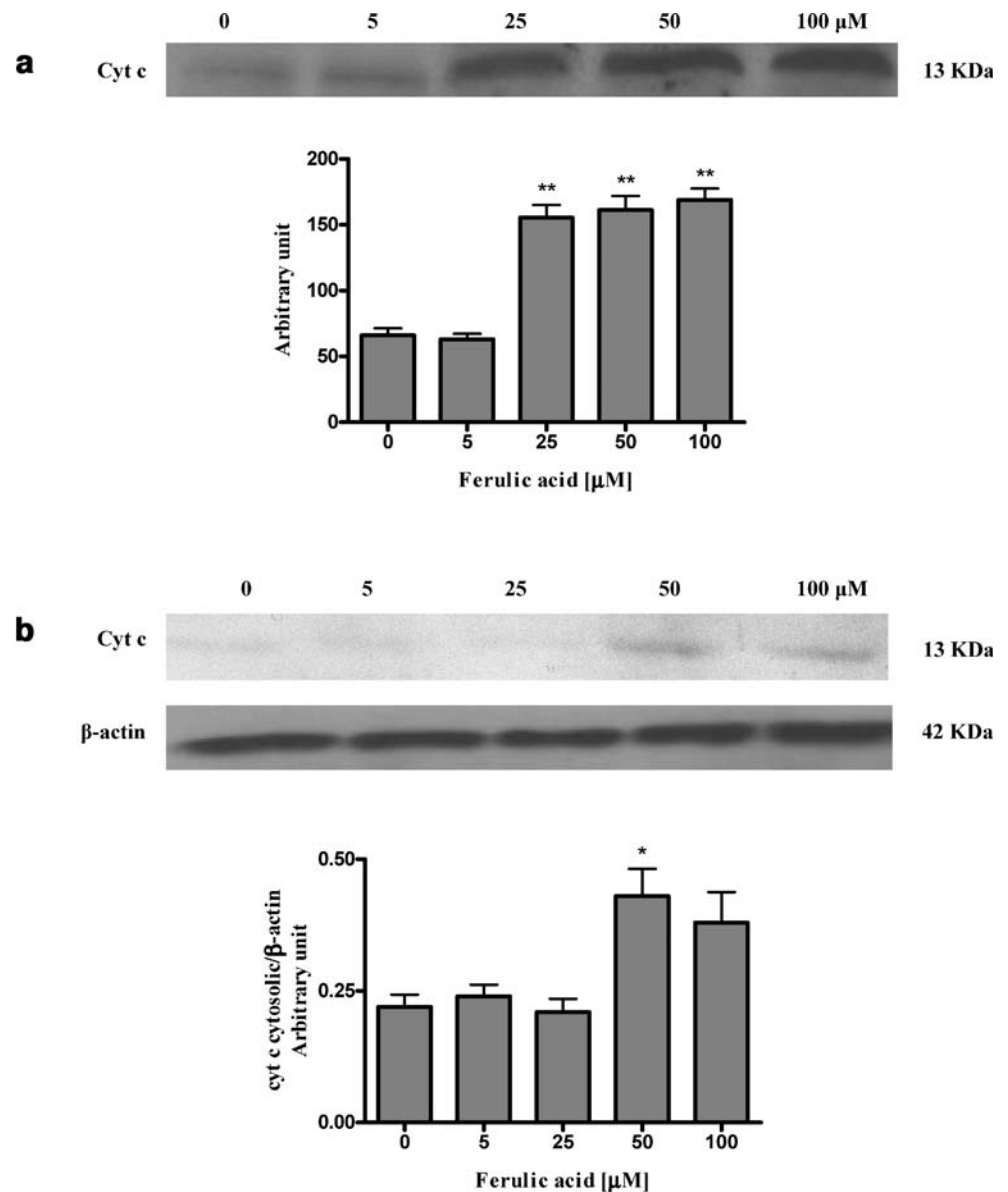 0 5 25 50 100 μM
a Cyt c 13 KDa
200
150
100
50
0
Arbitrary unit
** ** **
0 5 25 50 100
Ferulic acid [μM]
0 5 25 50 100 μM
b Cyt c 13 KDa
β-actin 42 KDa
0.50
0.25
0.00
cyt c cytosolic/β-actin
Arbitrary unit
*
0 5 25 50 100
Ferulic acid [μM]